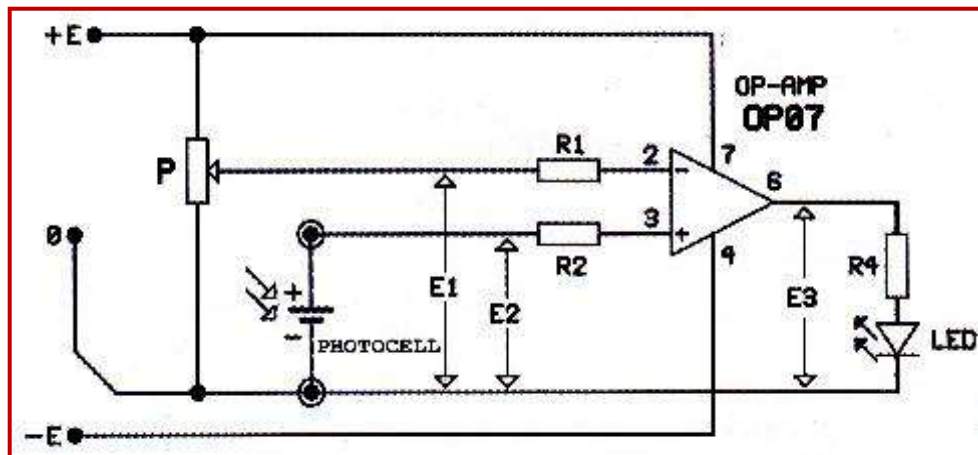 +E
OP-AMP
OP07
P
R1
2
-
7
6
0
3
+
4
R2
R4
E1
E2
E3
+
-
PHOTOCELL
LED
-E